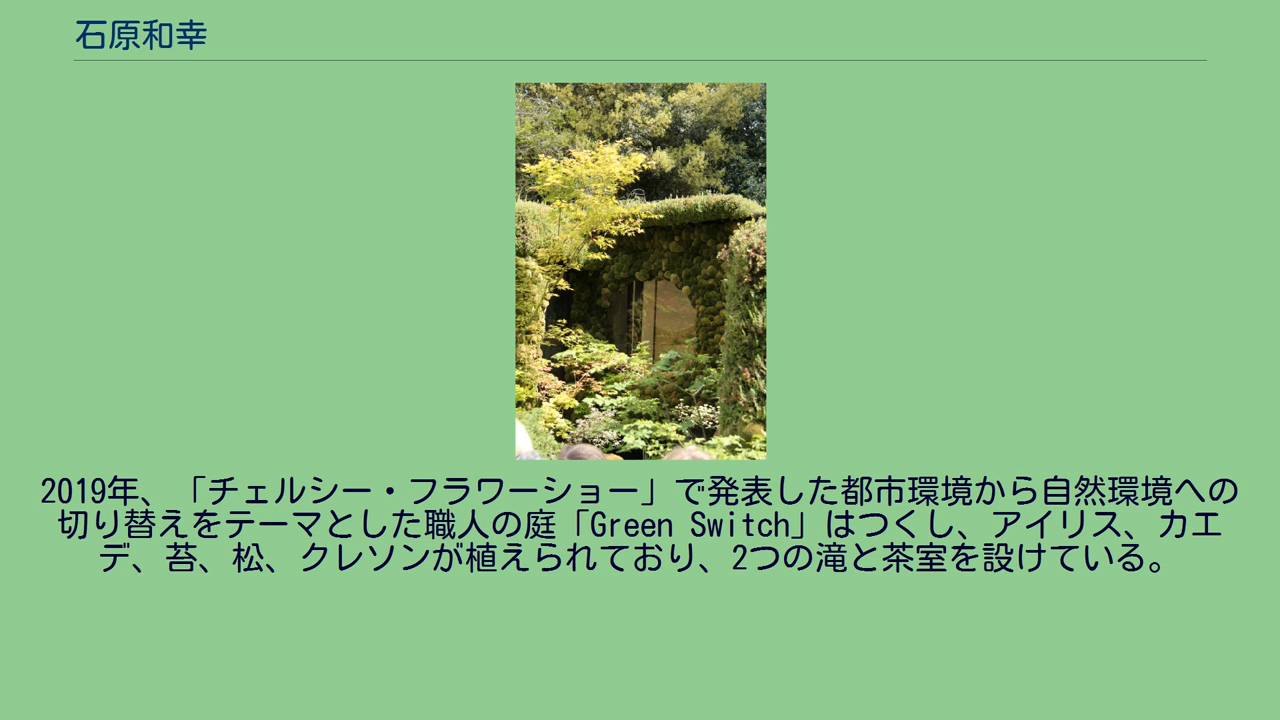 石原和幸
2019年、「チェルシー・フラワーショー」で発表した都市環境から自然環境への
切り替えをテーマとした職人の庭「Green Switch」はつくし、アイリス、カエ
デ、苔、松、クレソンが植えられており、2つの滝と茶室を設けている。